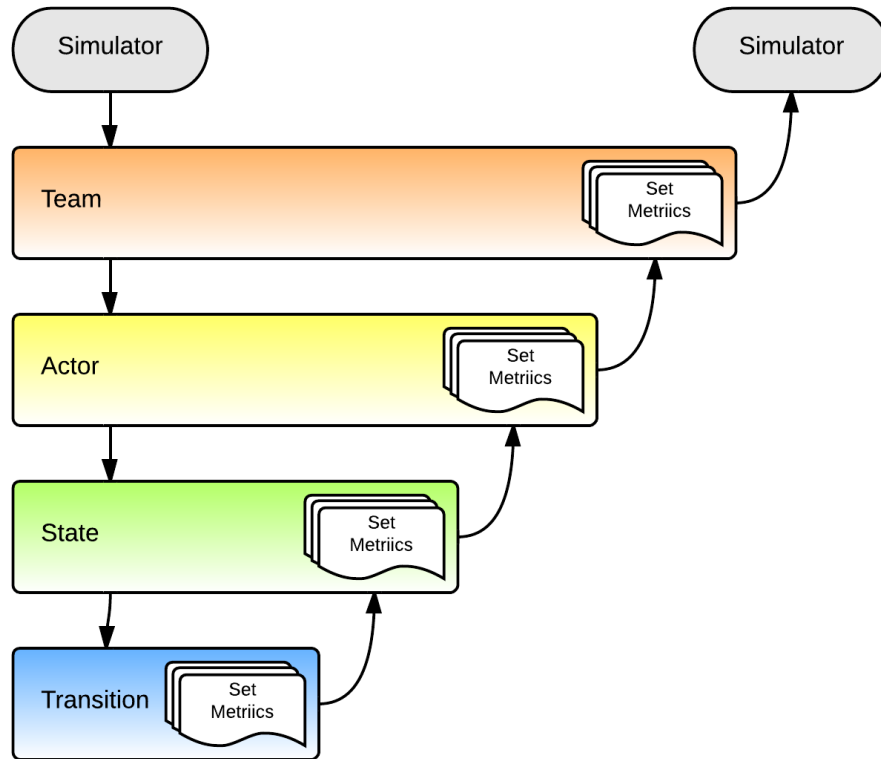 Simulator
Simulator
Team
Set
Metriics
Actor
Set
Metriics
State
Set
Metriics
Transition
Set
Metriics